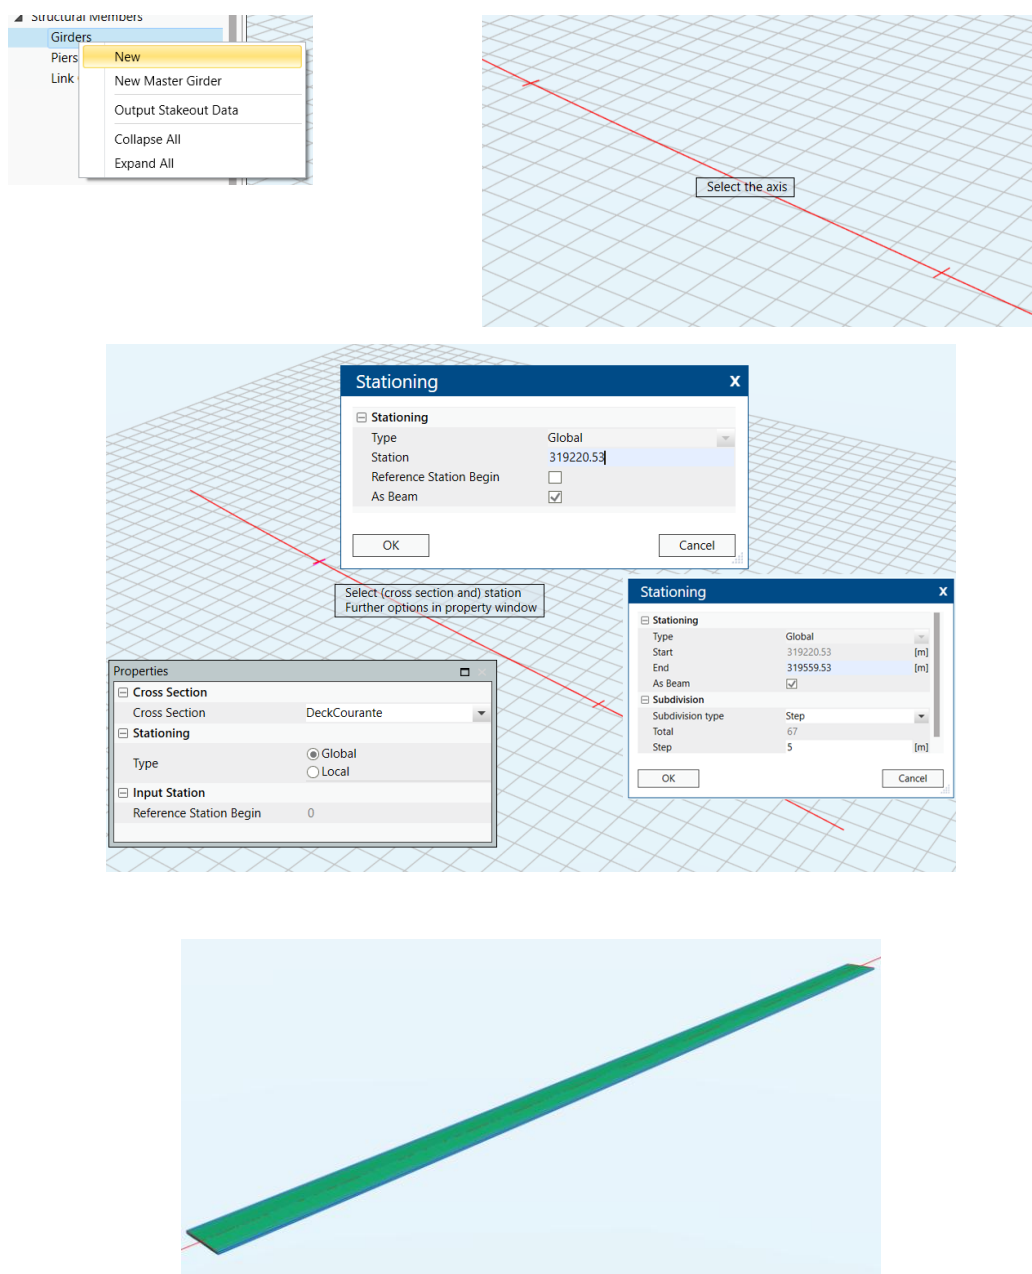 Structural Members
Girders
Piers
Link
New
New Master Girder
Output Stakeout Data
Collapse All
Expand All
Select the axis
Stationing x
Stationing
Type Global
Station 319220.53
Reference Station Begin
As Beam
OK Cancel
Select (cross section and) station
Further options in property window
Stationing x
Stationing
Type Global
Start 319220.53 [m]
End 319559.53 [m]
As Beam
Subdivision
Subdivision type Step
Total 67
Step 5 [m]
OK Cancel
Properties
Cross Section
Cross Section DeckCourante
Stationing
Type Global
Local
Input Station
Reference Station Begin 0